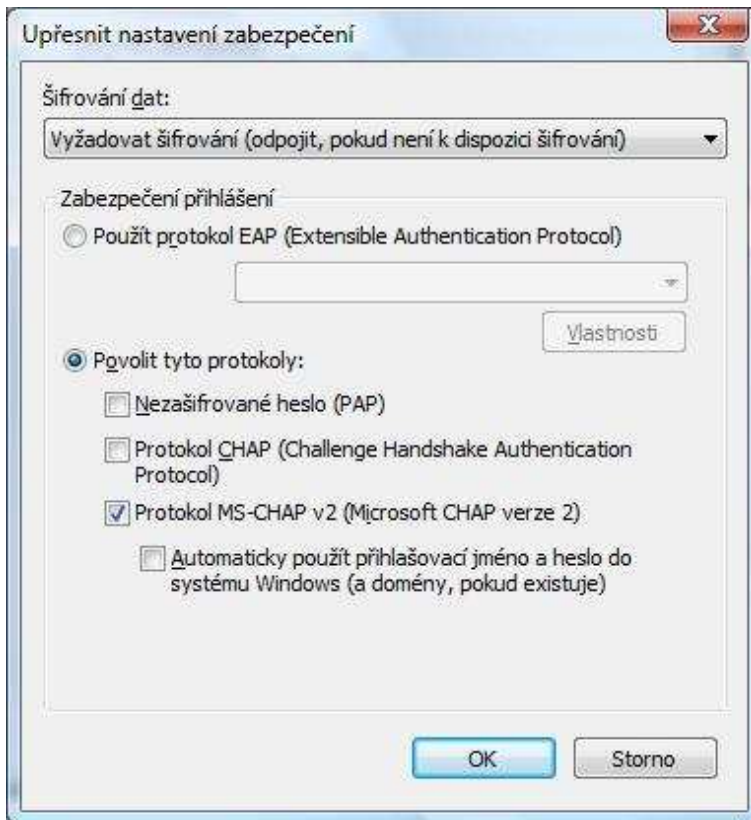 Upřesnit nastavení zabezpečení
Šifrování dat:
Vyžadovat šifrování (odpojit, pokud není k dispozici šifrování)
Zabezpečení přihlášení
Použít protokol EAP (Extensible Authentication Protocol)
Vlastnosti
Povolit tyto protokoly:
Nezašifrované heslo (PAP)
Protokol CHAP (Challenge Handshake Authentication
Protocol)
Protokol MS-CHAP v2 (Microsoft CHAP verze 2)
Automaticky použít přihlašovací jméno a heslo do
systému Windows (a domény, pokud existuje)
OK
Storno